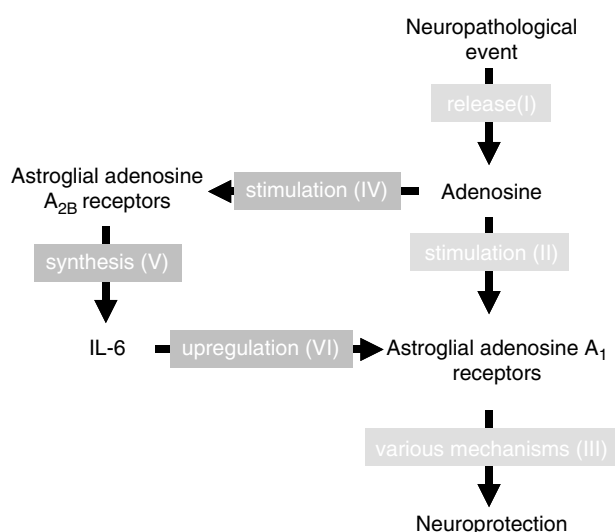 Neuropathological
event
release(I)
Astroglial adenosine
A2B receptors
stimulation (IV)
Adenosine
synthesis (V)
stimulation (II)
IL-6
upregulation (VI)
Astroglial adenosine A1
receptors
various mechanisms (III)
Neuroprotection